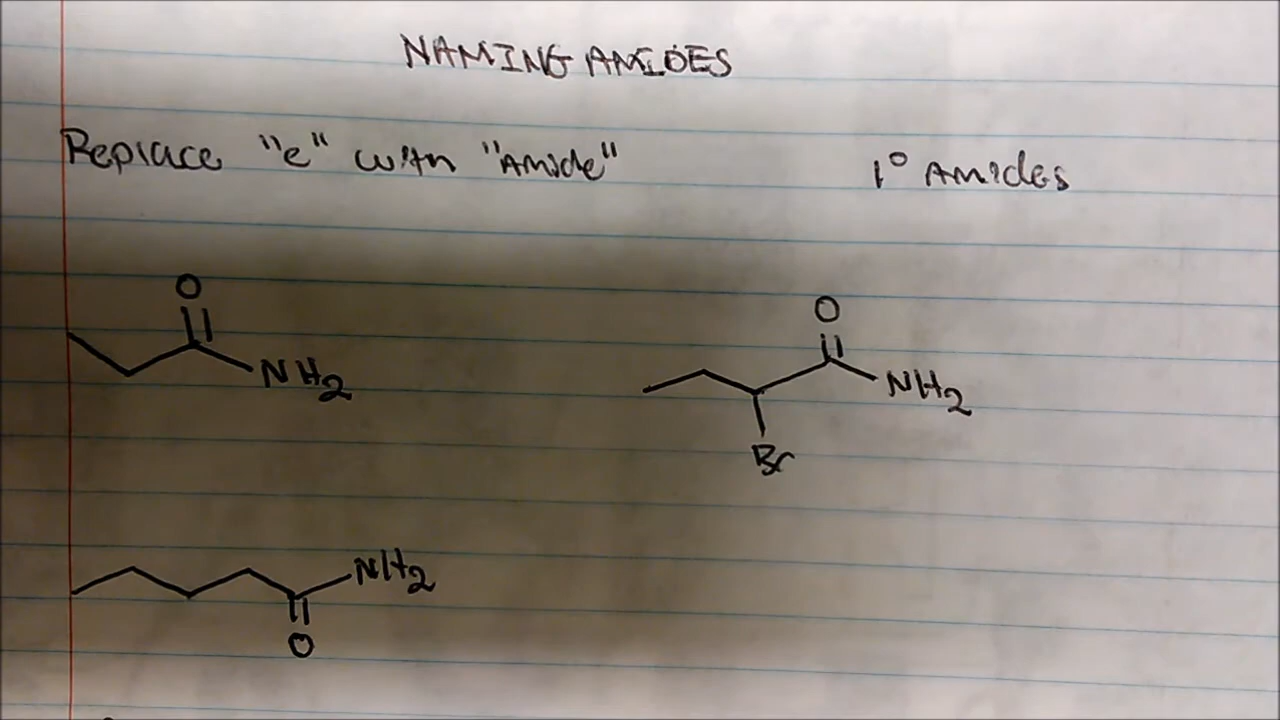 NAMING AMIDES
Replace "e" with "Amide" 1° Amides
O
NH2
O
NH2
Br
NH2
O